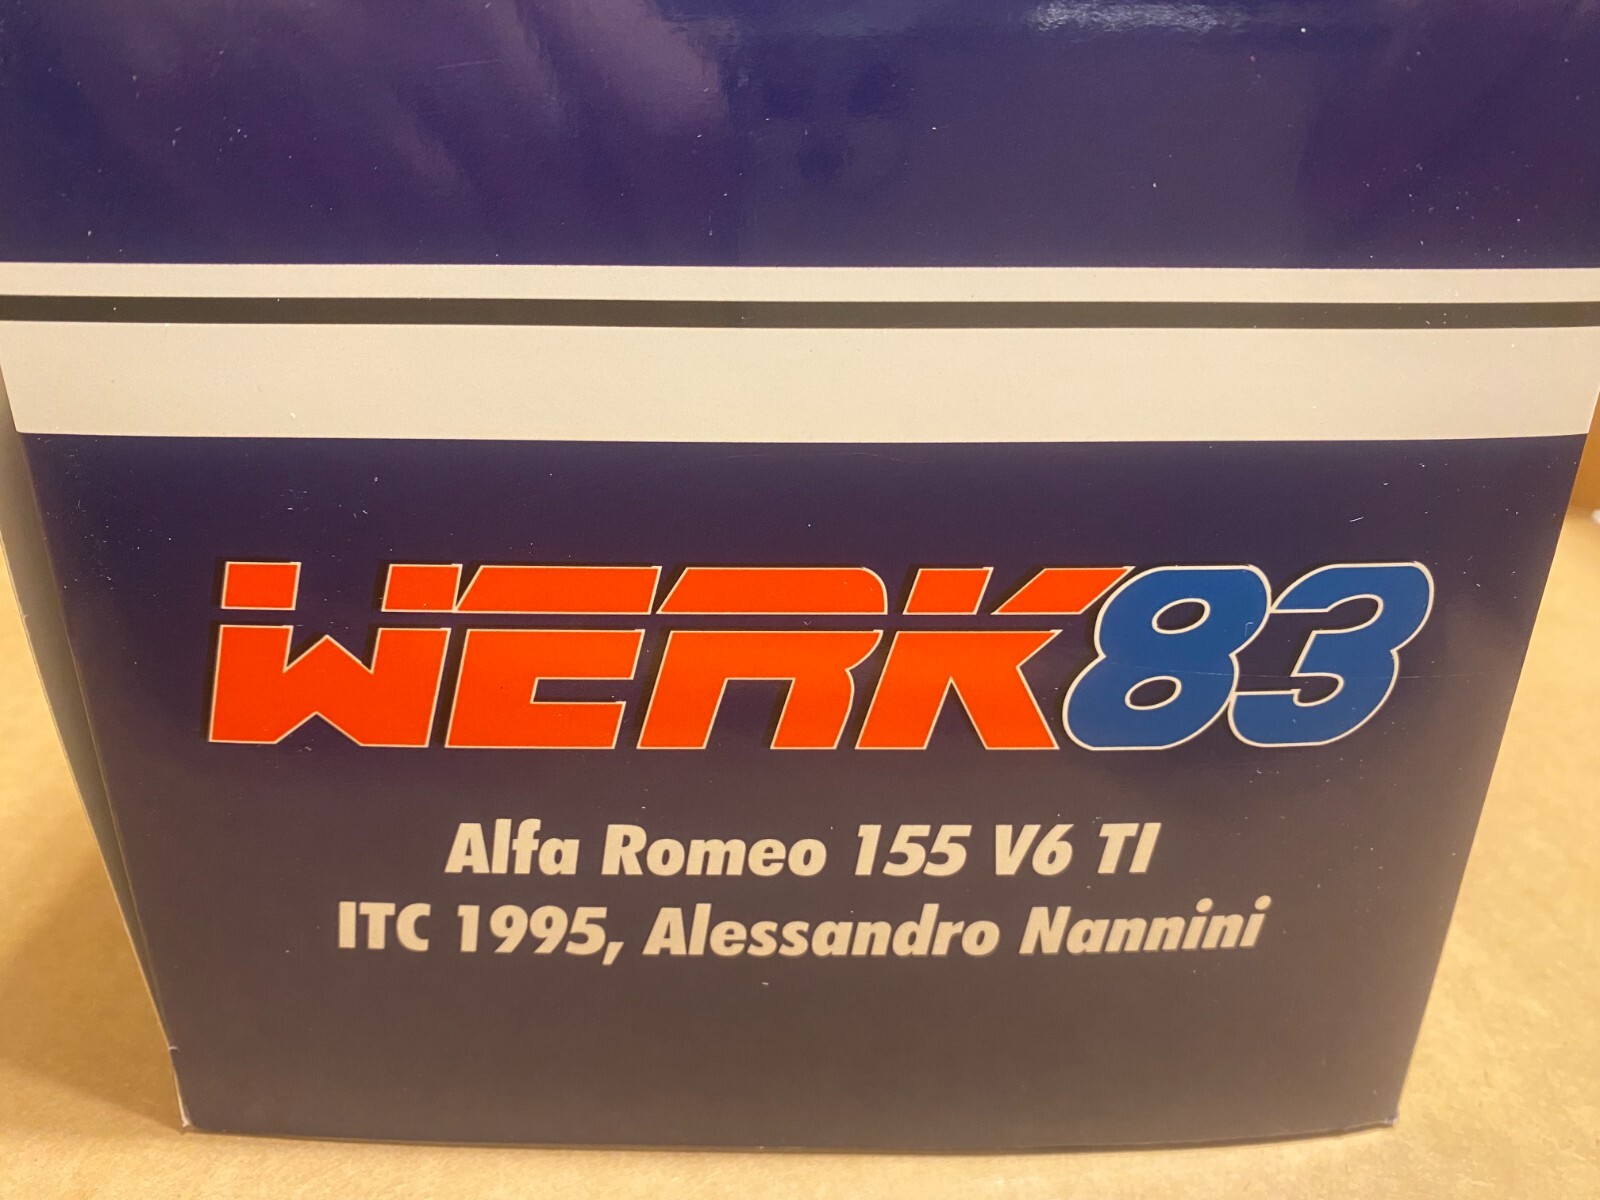 WERK83
Alfa Romeo 155 V6 TI
ITC 1995, Alessandro Nannini